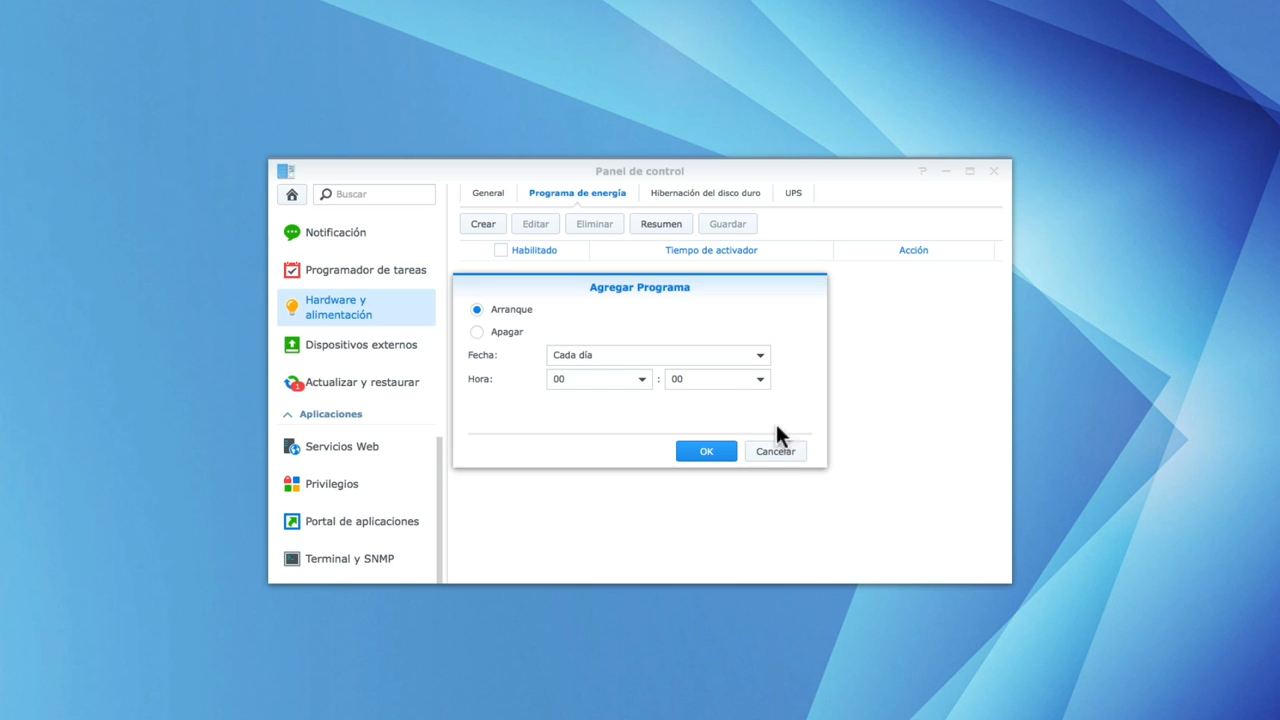 Panel de control
Buscar
General
Programa de energía
Hibernación del disco duro
UPS
Crear
Editar
Eliminar
Resumen
Guardar
Notificación
Programador de tareas
Hardware y
alimentación
Dispositivos externos
1
Actualizar y restaurar
Aplicaciones
Servicios Web
Privilegios
Portal de aplicaciones
Terminal y SNMP
Habilitado
Tiempo de activador
Acción
Agregar Programa
Arranque
Apagar
Fecha:
Cada día
Hora:
00
:
00
OK
Cancelar